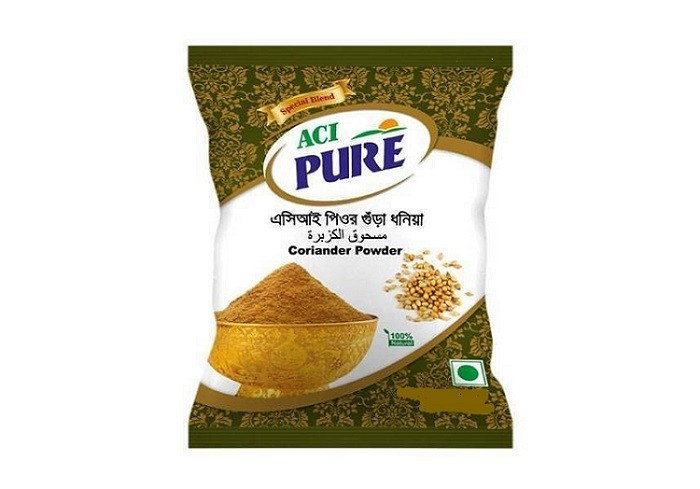 Special Blend
ACI
PURE
এসিআই পিওর গুঁড়া ধনিয়া
مسحوق الكزبرة
Coriander Powder
100%
Natural